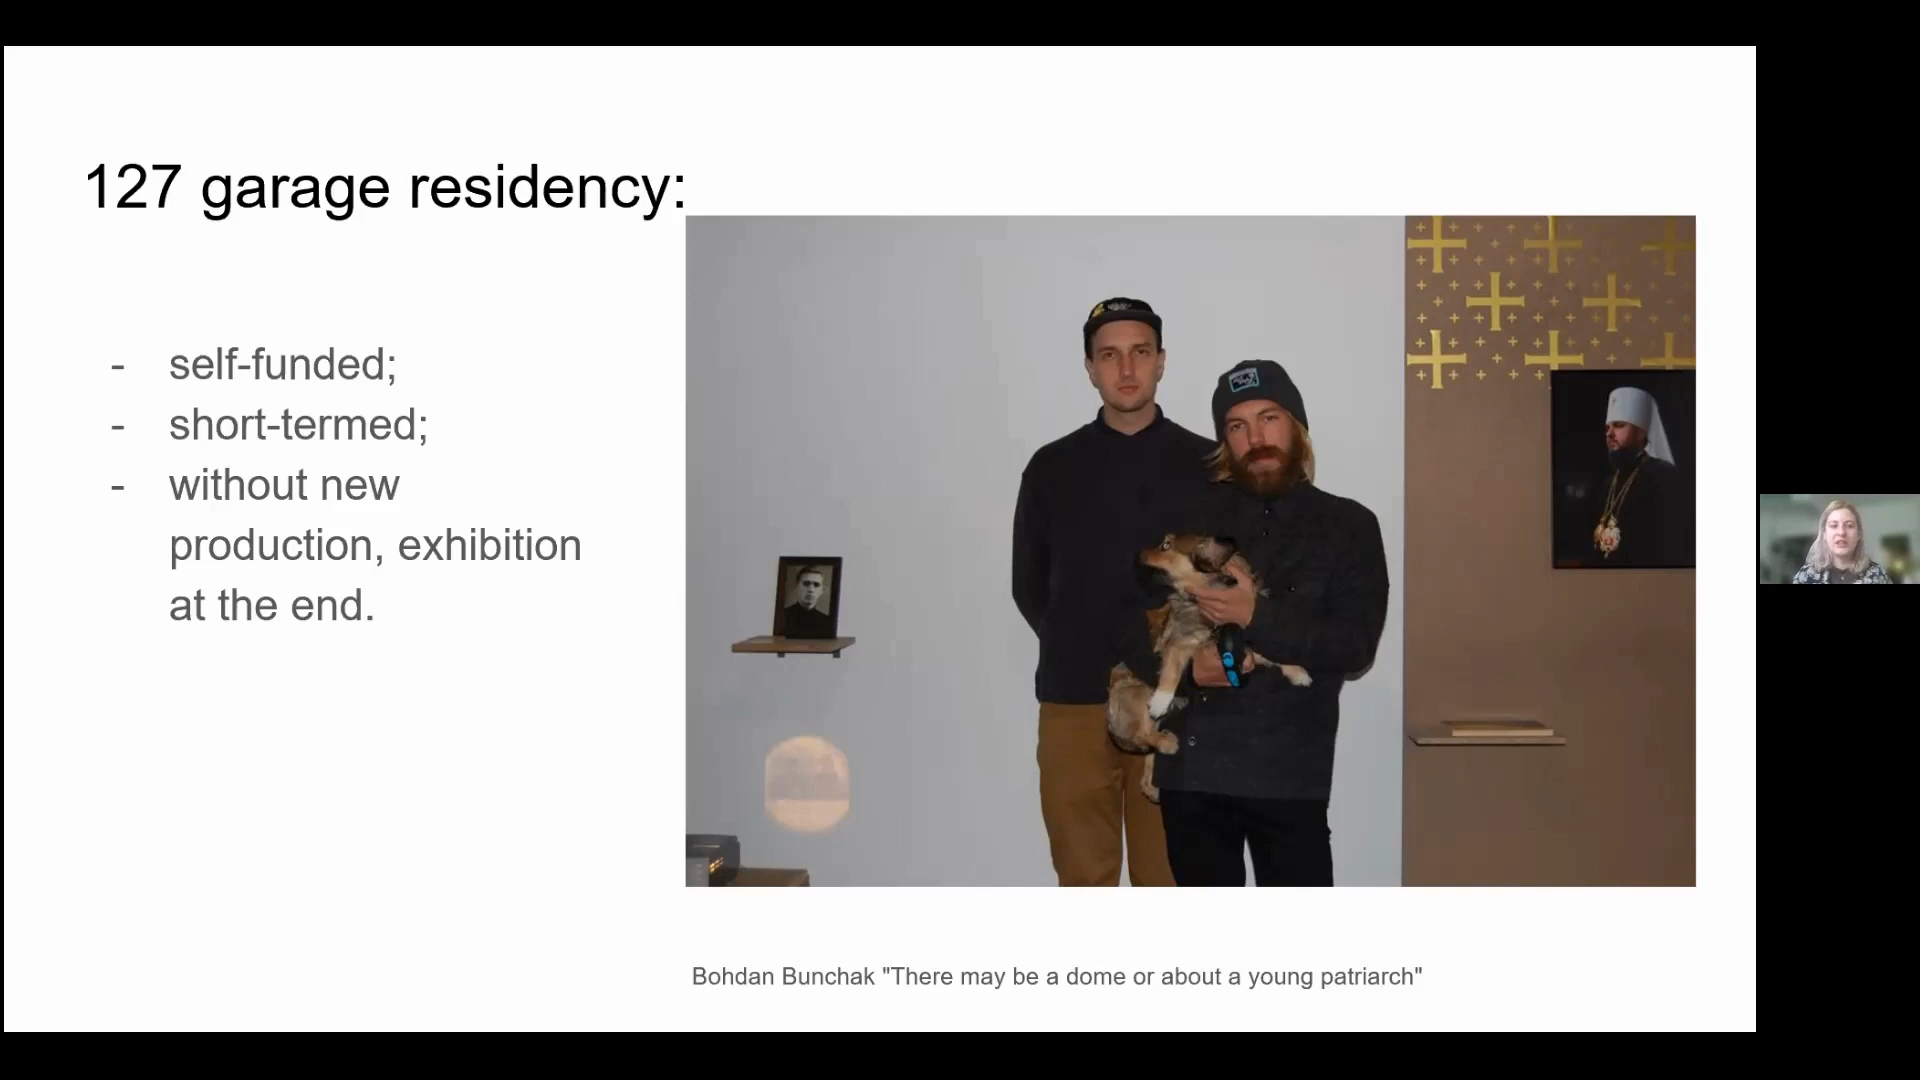 127 garage residency:
- self-funded;
- short-termed;
- without new
production, exhibition
at the end.
Bohdan Bunchak "There may be a dome or about a young patriarch"